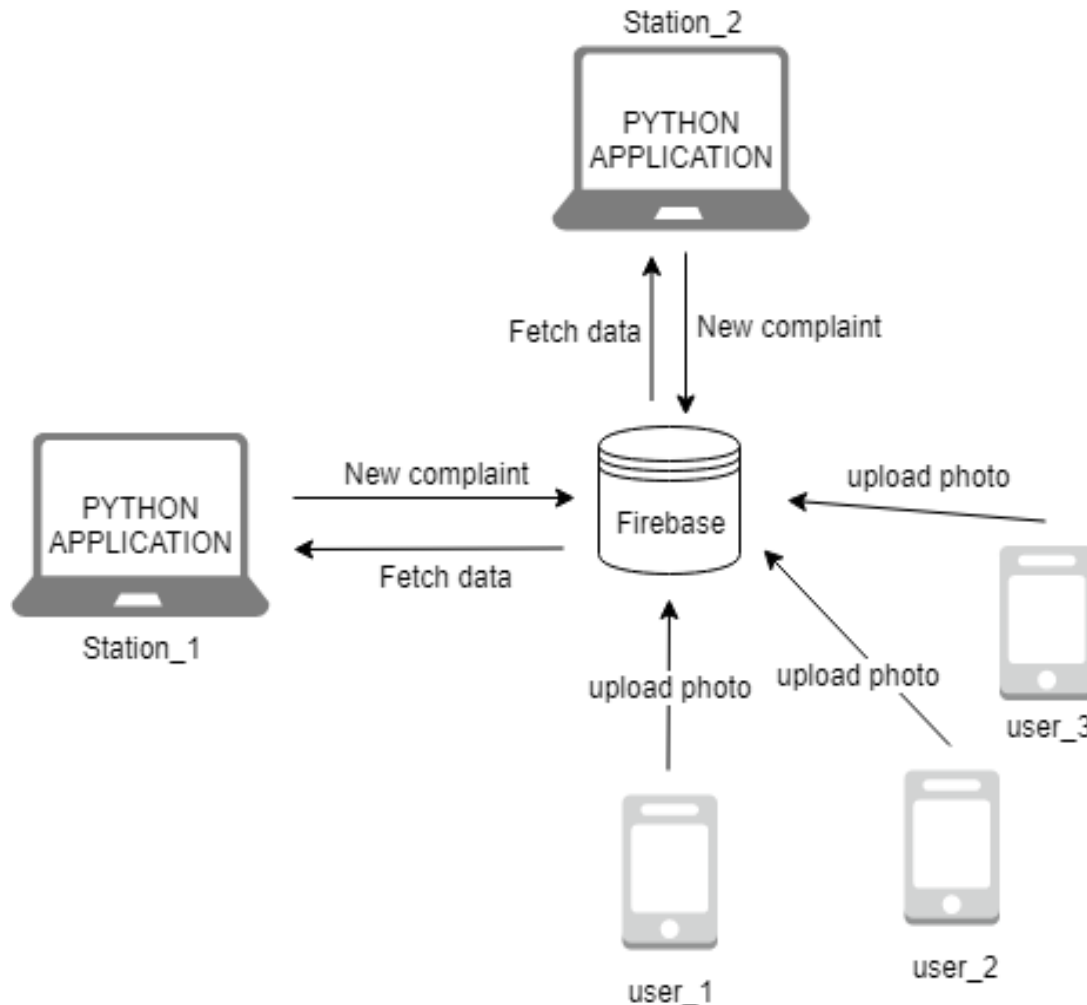 Station_2
PYTHON
APPLICATION
Fetch data
New complaint
New complaint
PYTHON
APPLICATION
Firebase
upload photo
Fetch data
Station_1
upload photo
upload photo
user_3
user_2
user_1